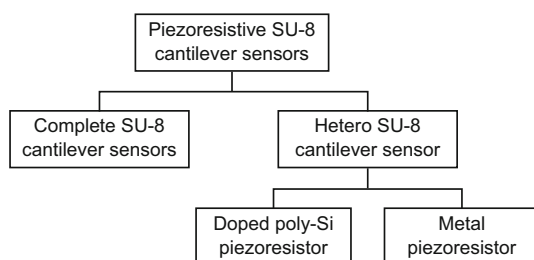 Piezoresistive SU-8
cantilever sensors
Complete SU-8
cantilever sensors
Hetero SU-8
cantilever sensor
Doped poly-Si
piezoresistor
Metal
piezoresistor